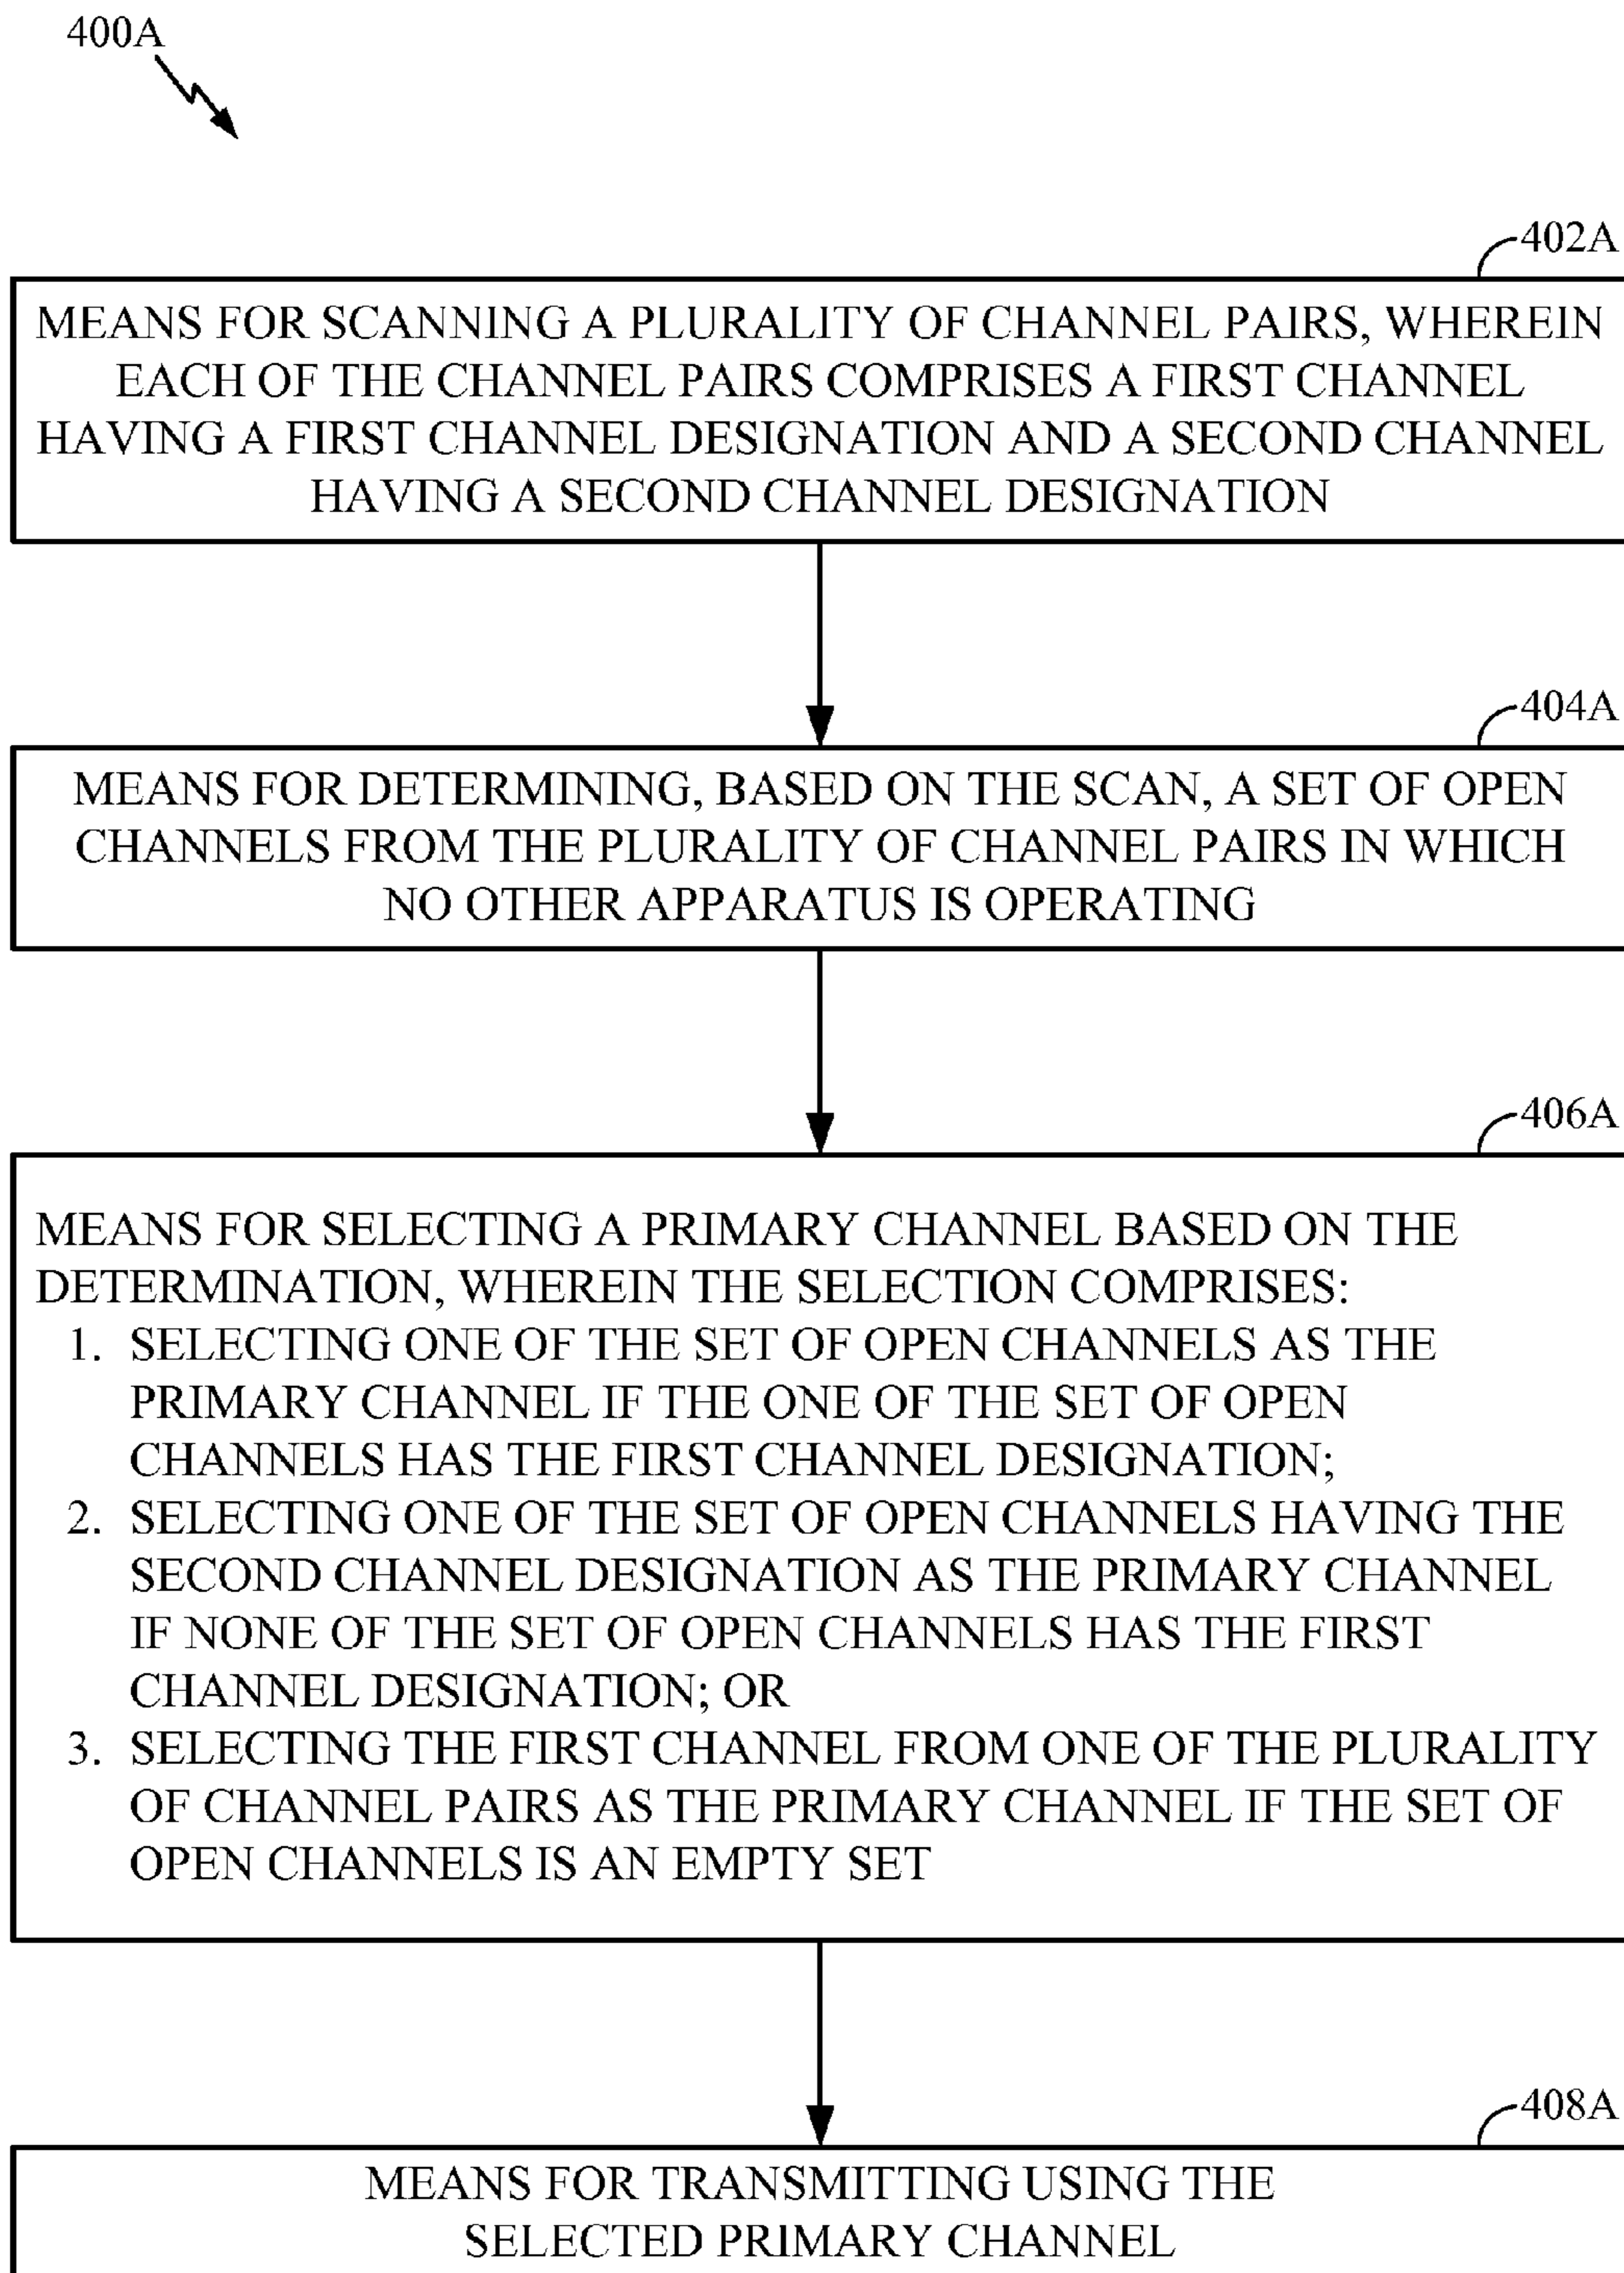 400A
402A
MEANS FOR SCANNING A PLURALITY OF CHANNEL PAIRS, WHEREIN
EACH OF THE CHANNEL PAIRS COMPRISES A FIRST CHANNEL
HAVING A FIRST CHANNEL DESIGNATION AND A SECOND CHANNEL
HAVING A SECOND CHANNEL DESIGNATION
404A
MEANS FOR DETERMINING, BASED ON THE SCAN, A SET OF OPEN
CHANNELS FROM THE PLURALITY OF CHANNEL PAIRS IN WHICH
NO OTHER APPARATUS IS OPERATING
406A
MEANS FOR SELECTING A PRIMARY CHANNEL BASED ON THE
DETERMINATION, WHEREIN THE SELECTION COMPRISES:
1. SELECTING ONE OF THE SET OF OPEN CHANNELS AS THE
PRIMARY CHANNEL IF THE ONE OF THE SET OF OPEN
CHANNELS HAS THE FIRST CHANNEL DESIGNATION;
2. SELECTING ONE OF THE SET OF OPEN CHANNELS HAVING THE
SECOND CHANNEL DESIGNATION AS THE PRIMARY CHANNEL
IF NONE OF THE SET OF OPEN CHANNELS HAS THE FIRST
CHANNEL DESIGNATION; OR
3. SELECTING THE FIRST CHANNEL FROM ONE OF THE PLURALITY
OF CHANNEL PAIRS AS THE PRIMARY CHANNEL IF THE SET OF
OPEN CHANNELS IS AN EMPTY SET
408A
MEANS FOR TRANSMITTING USING THE
SELECTED PRIMARY CHANNEL